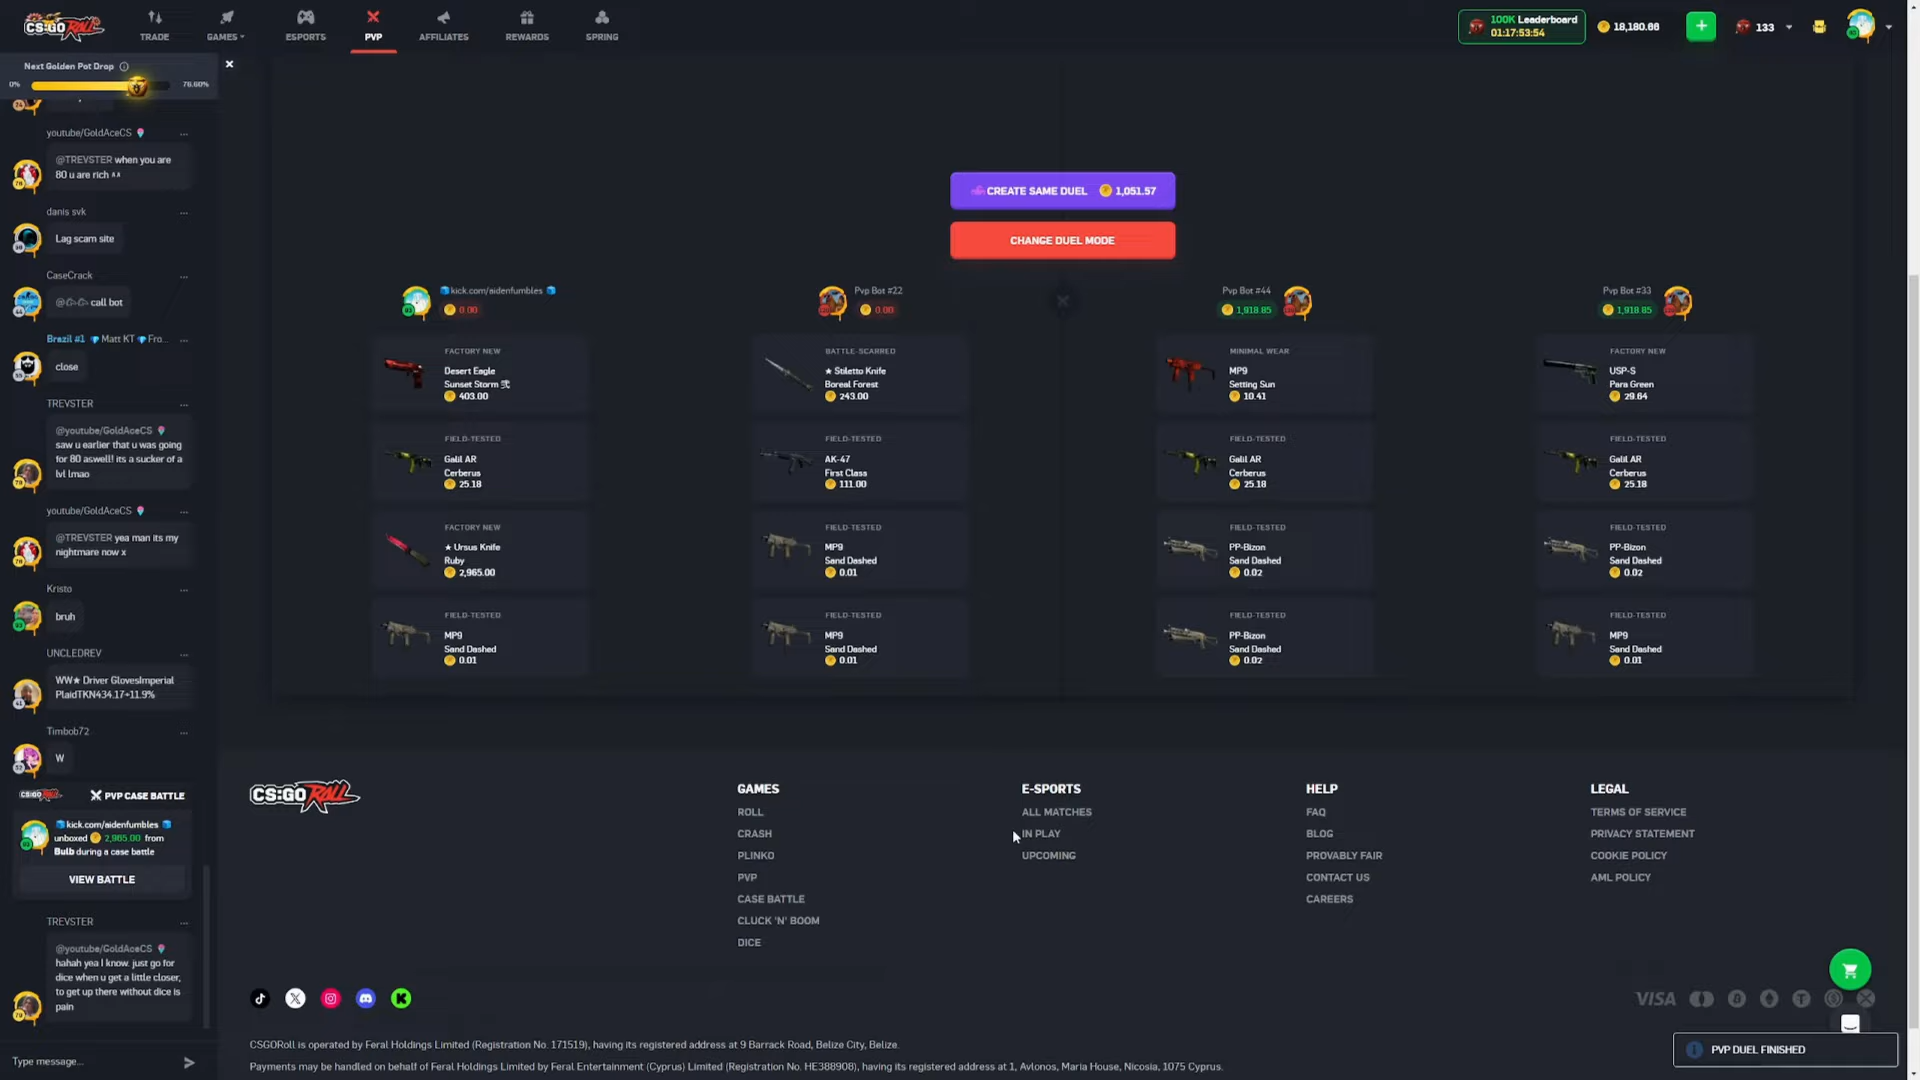 CS:GO ROLL
TRADE
GAMES
ESPORTS
PVP
AFFILIATES
REWARDS
SPRING
100K Leaderboard
01:17:53:54
18,180.66
+
133
Next Golden Pot Drop
0%
76.60%
youtube/GoldAceCS
...
@TREVSTER when you are
80 u are rich ^^
danis svk
...
Lag scam site
CaseCrack
...
call bot
Brazil #1 Matt KT Fro...
...
close
TREVSTER
...
@youtube/GoldAceCS
saw u earlier that u was going
for 80 aswell! its a sucker of a
lvl lmao
youtube/GoldAceCS
...
@TREVSTER yea man its my
nightmare now x
Kristo
...
bruh
UNCLEDREV
...
WW★ Driver GlovesImperial
PlaidTKN434.17+11.9%
Timbob72
...
W
CS:GO ROLL
PVP CASE BATTLE
kick.com/aidenfumbles
unboxed 2,965.00 from
Bulb during a case battle
VIEW BATTLE
TREVSTER
...
@youtube/GoldAceCS
hahah yea I know. just go for
dice when u get a little closer,
to get up there without dice is
pain
Type message...
CREATE SAME DUEL 1,051.57
CHANGE DUEL MODE
kick.com/aidenfumbles
0.00
FACTORY NEW
Desert Eagle
Sunset Storm 弐
403.00
FIELD-TESTED
Galil AR
Cerberus
25.18
FACTORY NEW
★ Ursus Knife
Ruby
2,965.00
FIELD-TESTED
MP9
Sand Dashed
0.01
Pvp Bot #22
0.00
BATTLE-SCARRED
★ Stiletto Knife
Boreal Forest
243.00
FIELD-TESTED
AK-47
First Class
111.00
FIELD-TESTED
MP9
Sand Dashed
0.01
FIELD-TESTED
MP9
Sand Dashed
0.01
Pvp Bot #44
1,918.85
MINIMAL WEAR
MP9
Setting Sun
10.41
FIELD-TESTED
Galil AR
Cerberus
25.18
FIELD-TESTED
PP-Bizon
Sand Dashed
0.02
FIELD-TESTED
PP-Bizon
Sand Dashed
0.02
Pvp Bot #33
1,918.85
FACTORY NEW
USP-S
Para Green
29.64
FIELD-TESTED
Galil AR
Cerberus
25.18
FIELD-TESTED
PP-Bizon
Sand Dashed
0.02
FIELD-TESTED
MP9
Sand Dashed
0.01
CS:GO ROLL
GAMES
ROLL
CRASH
PLINKO
PVP
CASE BATTLE
CLUCK 'N' BOOM
DICE
E-SPORTS
ALL MATCHES
IN PLAY
UPCOMING
HELP
FAQ
BLOG
PROVABLY FAIR
CONTACT US
CAREERS
LEGAL
TERMS OF SERVICE
PRIVACY STATEMENT
COOKIE POLICY
AML POLICY
VISA
CSGORoll is operated by Feral Holdings Limited (Registration No. 171519), having its registered address at 9 Barrack Road, Belize City, Belize.
Payments may be handled on behalf of Feral Holdings Limited by Feral Entertainment (Cyprus) Limited (Registration No. HE388908), having its registered address at 1, Avlonos, Maria House, Nicosia, 1075 Cyprus.
PVP DUEL FINISHED